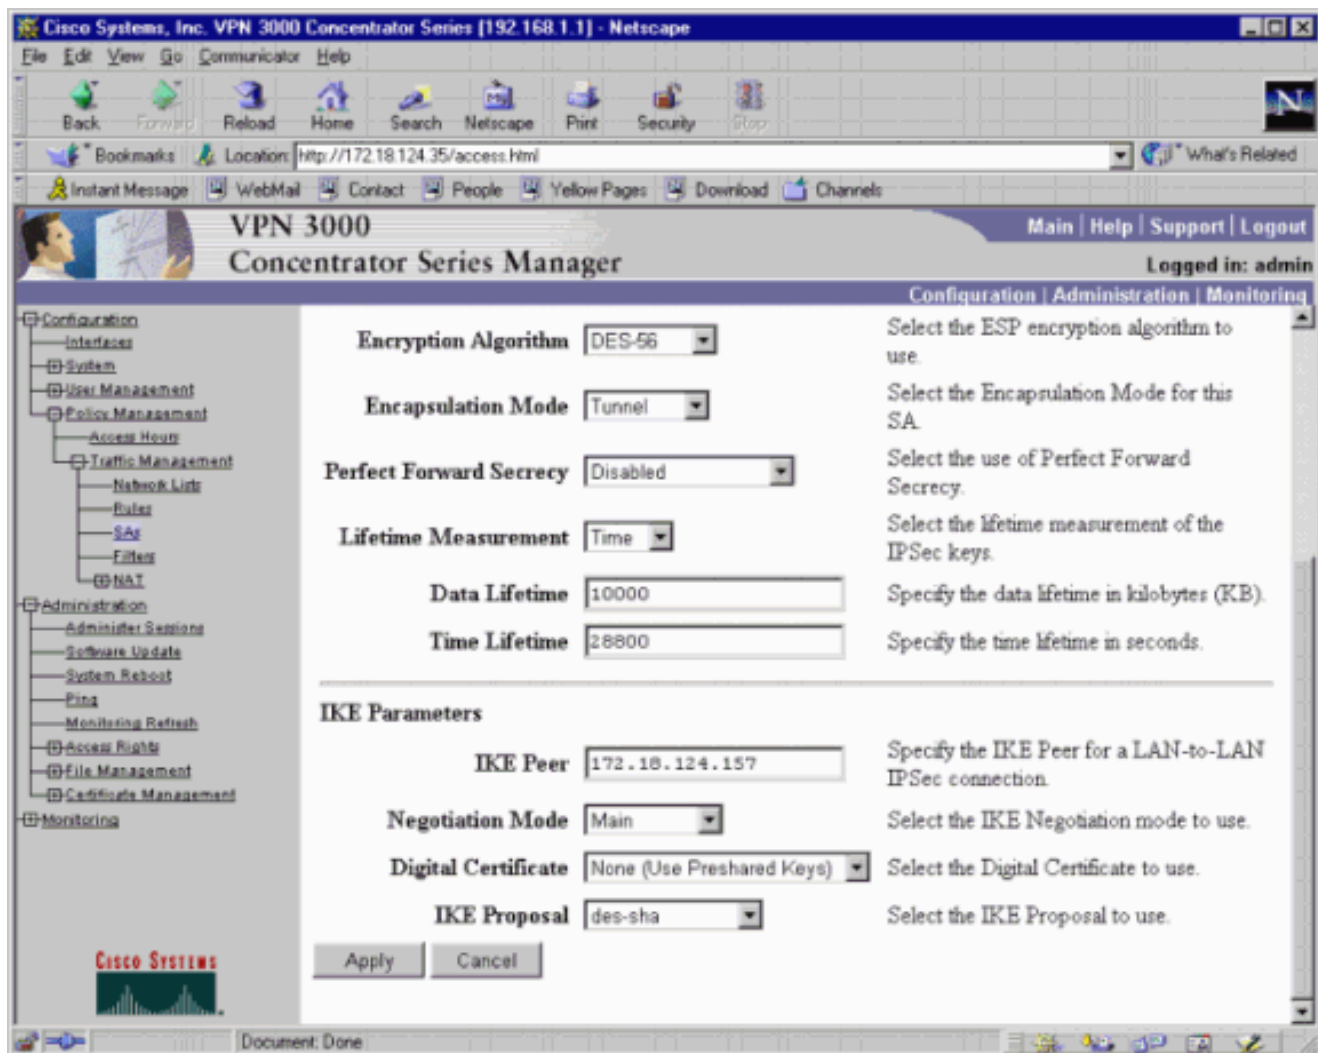 Cisco Systems, Inc. VPN 3000 Concentrator Series [192.168.1.1] - Netscape
File Edit View Go Communicator Help
Back Forward Reload Home Search Netscape Print Security Stop
Bookmarks Location: http://172.18.124.35/access.html What's Related
Instant Message WebMail Contact People Yellow Pages Download Channels
VPN 3000
Concentrator Series Manager
Main | Help | Support | Logout
Logged in: admin
Configuration | Administration | Monitoring
Configuration
Interfaces
System
User Management
Policy Management
Access Hours
Traffic Management
Network Lists
Rules
SAs
Filters
NAT
Administration
Administer Sessions
Software Update
System Reboot
Ping
Monitoring Refresh
Access Rights
File Management
Certificate Management
Monitoring
CISCO SYSTEMS
Encryption Algorithm DES-56 Select the ESP encryption algorithm to
use.
Encapsulation Mode Tunnel Select the Encapsulation Mode for this
SA.
Perfect Forward Secrecy Disabled Select the use of Perfect Forward
Secrecy.
Lifetime Measurement Time Select the lifetime measurement of the
IPSec keys.
Data Lifetime 10000 Specify the data lifetime in kilobytes (KB).
Time Lifetime 28800 Specify the time lifetime in seconds.
IKE Parameters
IKE Peer 172.18.124.157 Specify the IKE Peer for a LAN-to-LAN
IPSec connection.
Negotiation Mode Main Select the IKE Negotiation mode to use.
Digital Certificate None (Use Preshared Keys) Select the Digital Certificate to use.
IKE Proposal des-sha Select the IKE Proposal to use.
Apply Cancel
Document: Done